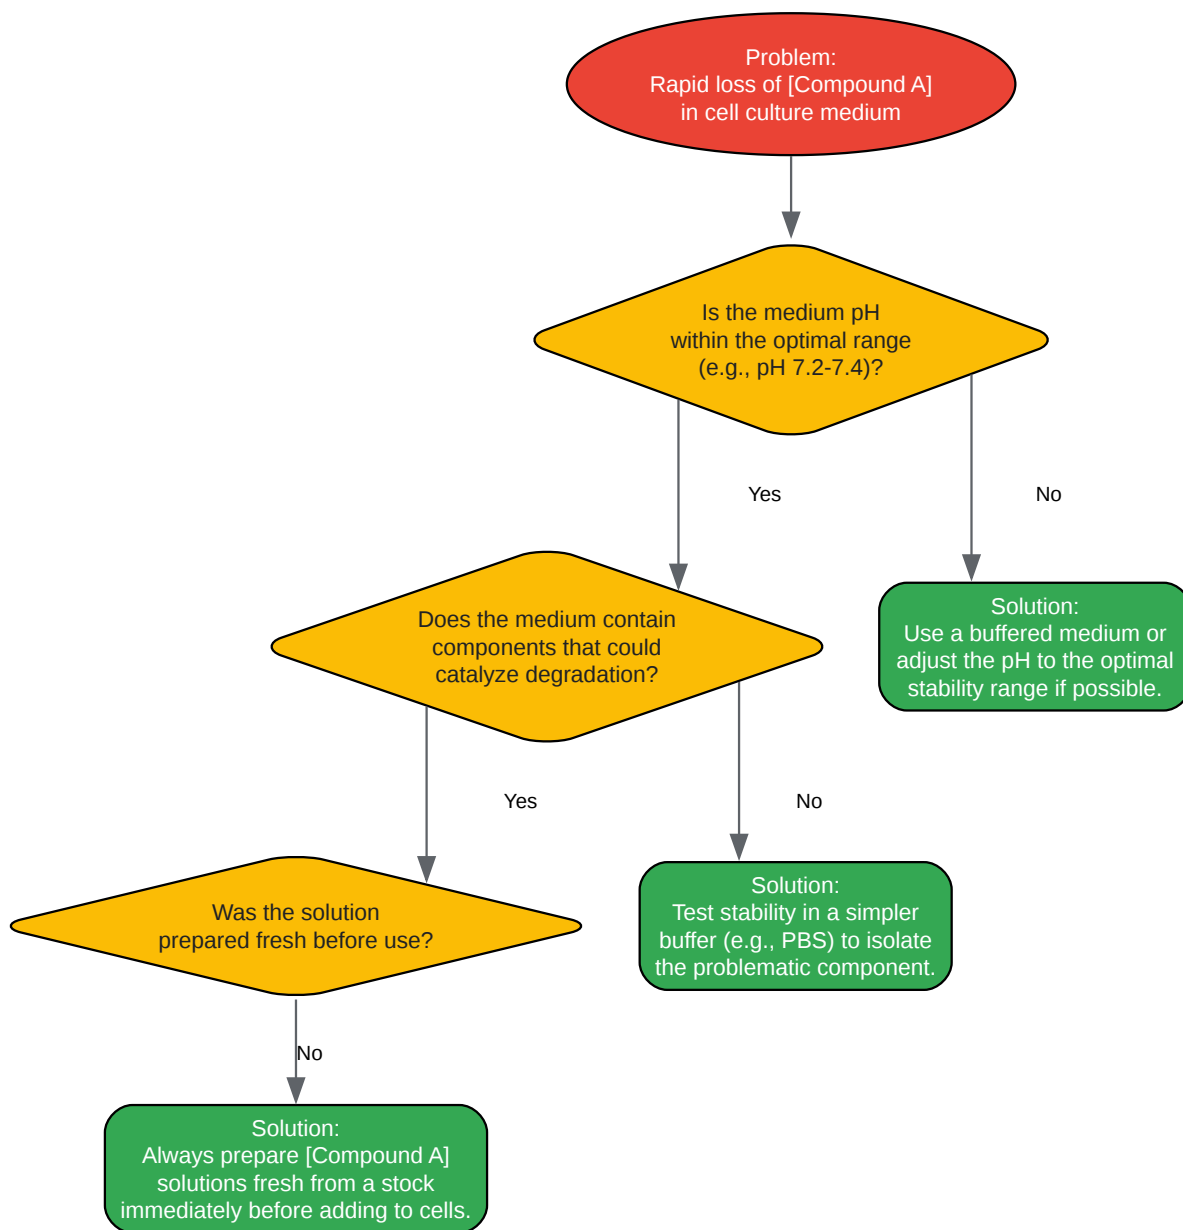 Problem:
Rapid loss of [Compound A]
in cell culture medium
Is the medium pH
within the optimal range
(e.g., pH 7.2-7.4)?
Yes
No
Does the medium contain
components that could
catalyze degradation?
Solution:
Use a buffered medium or
adjust the pH to the optimal
stability range if possible.
Yes
No
Was the solution
prepared fresh before use?
Solution:
Test stability in a simpler
buffer (e.g., PBS) to isolate
the problematic component.
No
Solution:
Always prepare [Compound A]
solutions fresh from a stock
immediately before adding to cells.